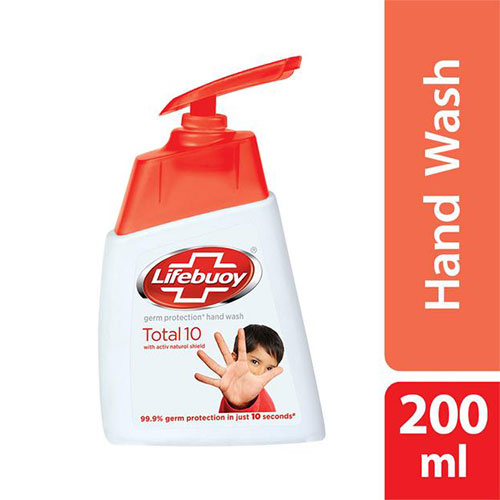 Lifebuoy
®
germ protection* hand wash
Total 10
with activ natural shield
99.9% germ protection in just 10 seconds*
Hand Wash
200
ml